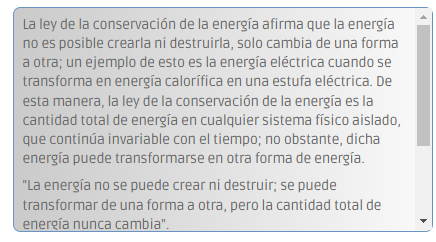 La ley de la conservación de la energía afirma que la energía
no es posible crearla ni destruirla, solo cambia de una forma
a otra; un ejemplo de esto es la energía eléctrica cuando se
transforma en energía calorífica en una estufa eléctrica. De
esta manera, la ley de la conservación de la energía es la
cantidad total de energía en cualquier sistema físico aislado,
que continúa invariable con el tiempo; no obstante, dicha
energía puede transformarse en otra forma de energía.
"La energía no se puede crear ni destruir; se puede
transformar de una forma a otra, pero la cantidad total de
energía nunca cambia".